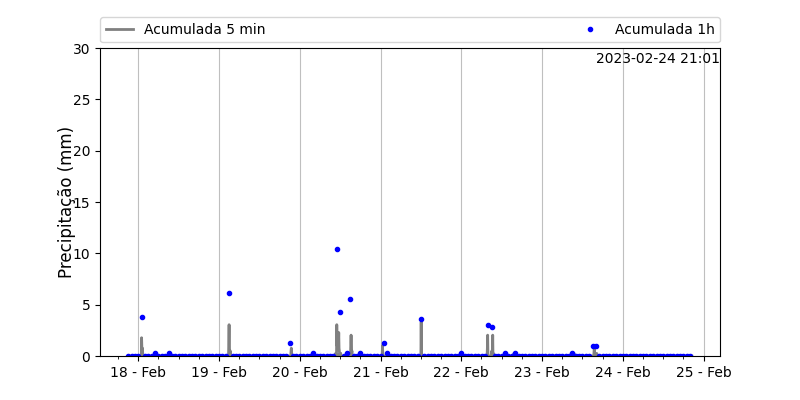 Acumulada 5 min
Acumulada 1h
2023-02-24 21:01
Precipitação (mm)
30
25
20
15
10
5
0
18 - Feb
19 - Feb
20 - Feb
21 - Feb
22 - Feb
23 - Feb
24 - Feb
25 - Feb